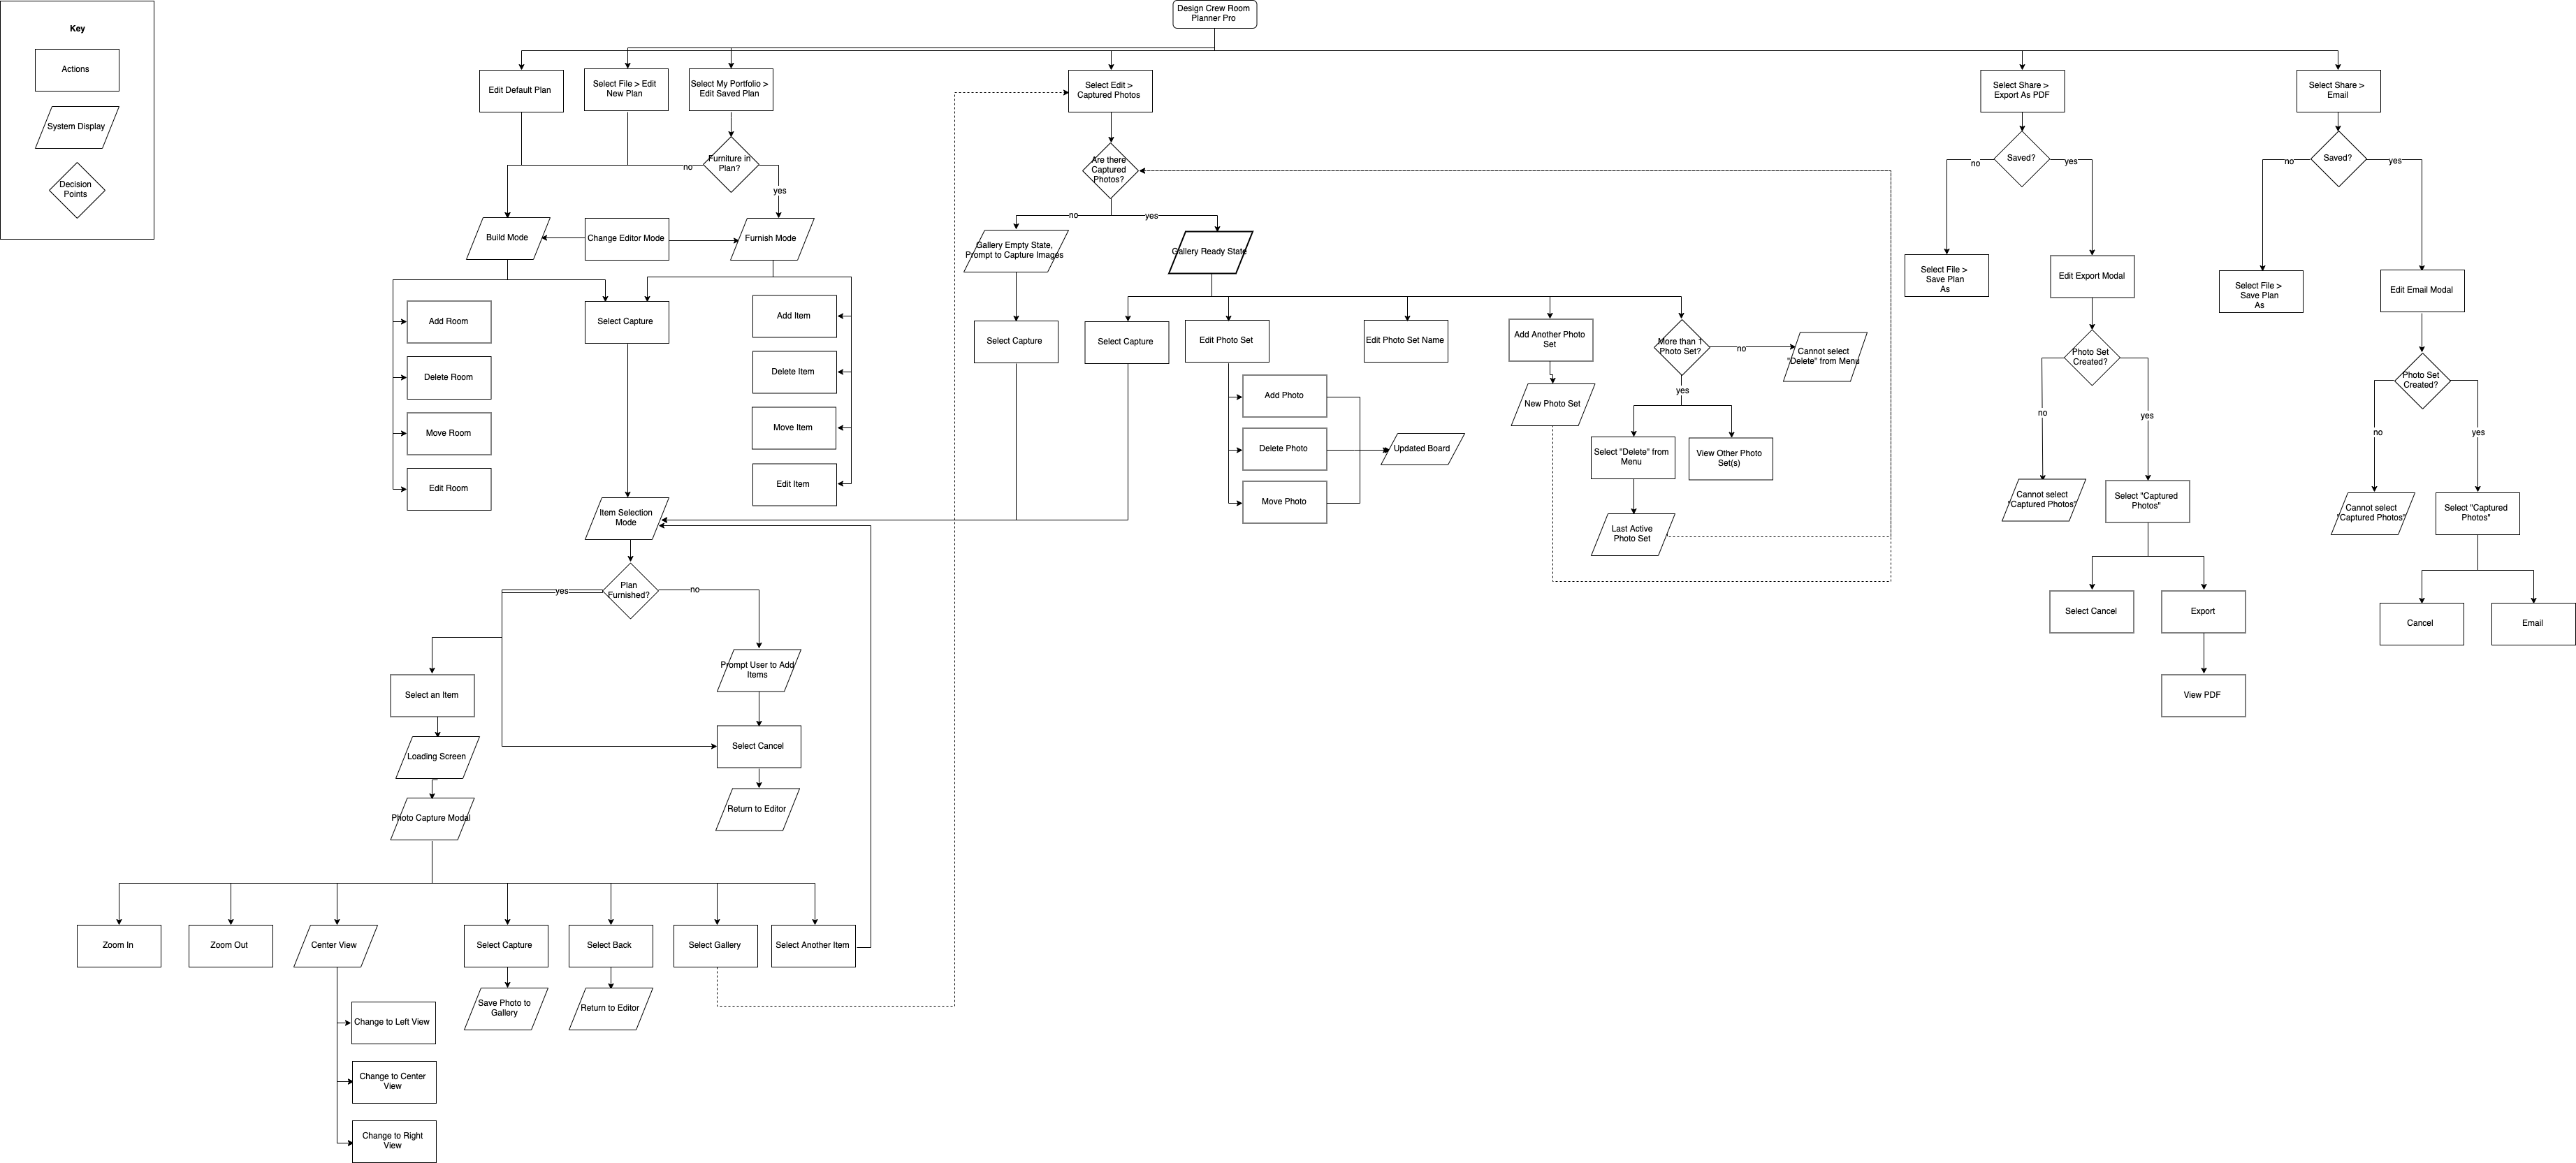 Design Crew Room
Planner Pro
Key
Actions
System Display
Decision
Points
Edit Default Plan
Select File > Edit
New Plan
Select My Portfolio >
Edit Saved Plan
Furniture in
Plan?
no
yes
Build Mode
Change Editor Mode
Furnish Mode
Add Room
Delete Room
Move Room
Edit Room
Select Capture
Add Item
Delete Item
Move Item
Edit Item
Item Selection
Mode
Plan
Furnished?
yes
no
Select an Item
Loading Screen
Photo Capture Modal
Prompt User to Add
Items
Select Cancel
Return to Editor
Zoom In
Zoom Out
Center View
Select Capture
Select Back
Select Gallery
Select Another Item
Change to Left View
Change to Center
View
Change to Right
View
Save Photo to
Gallery
Return to Editor
Select Edit >
Captured Photos
Are there
Captured
Photos?
no
yes
Gallery Empty State,
Prompt to Capture Images
Gallery Ready State
Select Capture
Select Capture
Edit Photo Set
Add Photo
Delete Photo
Move Photo
Updated Board
Edit Photo Set Name
Add Another Photo
Set
New Photo Set
More than 1
Photo Set?
no
Cannot select
"Delete" from Menu
yes
Select "Delete" from
Menu
View Other Photo
Set(s)
Last Active
Photo Set
Select Share >
Export As PDF
Saved?
no
yes
Select File >
Save Plan
As
Edit Export Modal
Photo Set
Created?
no
yes
Cannot select
"Captured Photos"
Select "Captured
Photos"
Select Cancel
Export
View PDF
Select Share >
Email
Saved?
no
yes
Select File >
Save Plan
As
Edit Email Modal
Photo Set
Created?
no
yes
Cannot select
"Captured Photos"
Select "Captured
Photos"
Cancel
Email